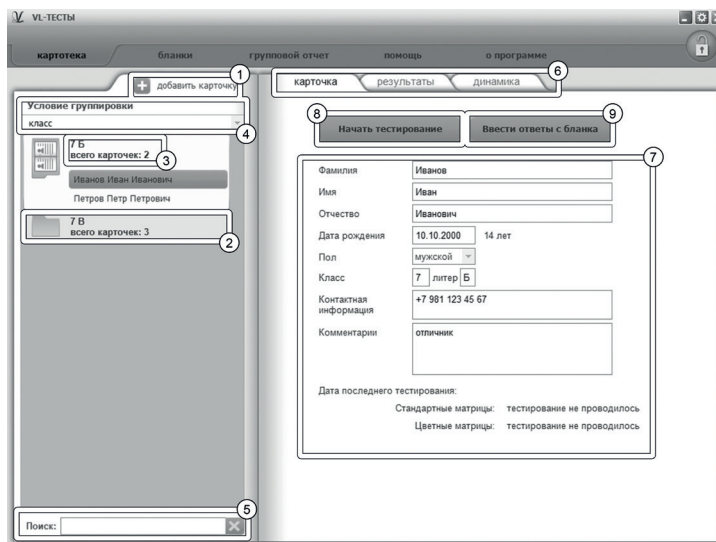 VL-ТЕСТЫ
картотека бланки групповой отчет помощь о программе
1
добавить карточку
Условие группировки
класс
4
7 Б
всего карточек: 2
3
Иванов Иван Иванович
Петров Петр Петрович
7 В
всего карточек: 3
2
5
Поиск:
карточка результаты динамика
6
8
Начать тестирование
9
Ввести ответы с бланка
7
Фамилия Иванов
Имя Иван
Отчество Иванович
Дата рождения 10.10.2000 14 лет
Пол мужской
Класс 7 литер Б
Контактная +7 981 123 45 67
информация
Комментарии отличник
Дата последнего тестирования:
Стандартные матрицы: тестирование не проводилось
Цветные матрицы: тестирование не проводилось